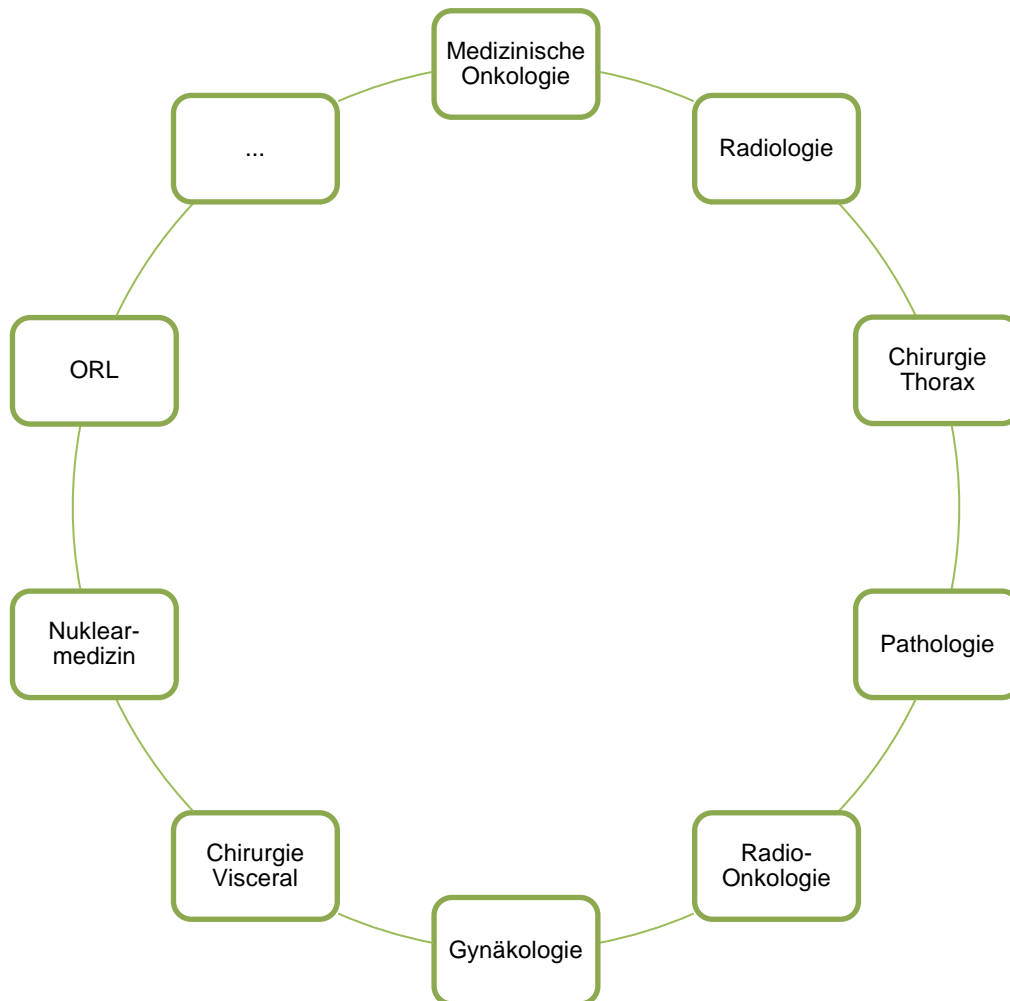 Medizinische
Onkologie
...
Radiologie
ORL
Chirurgie
Thorax
Nuklear-
medizin
Pathologie
Chirurgie
Visceral
Radio-
Onkologie
Gynäkologie